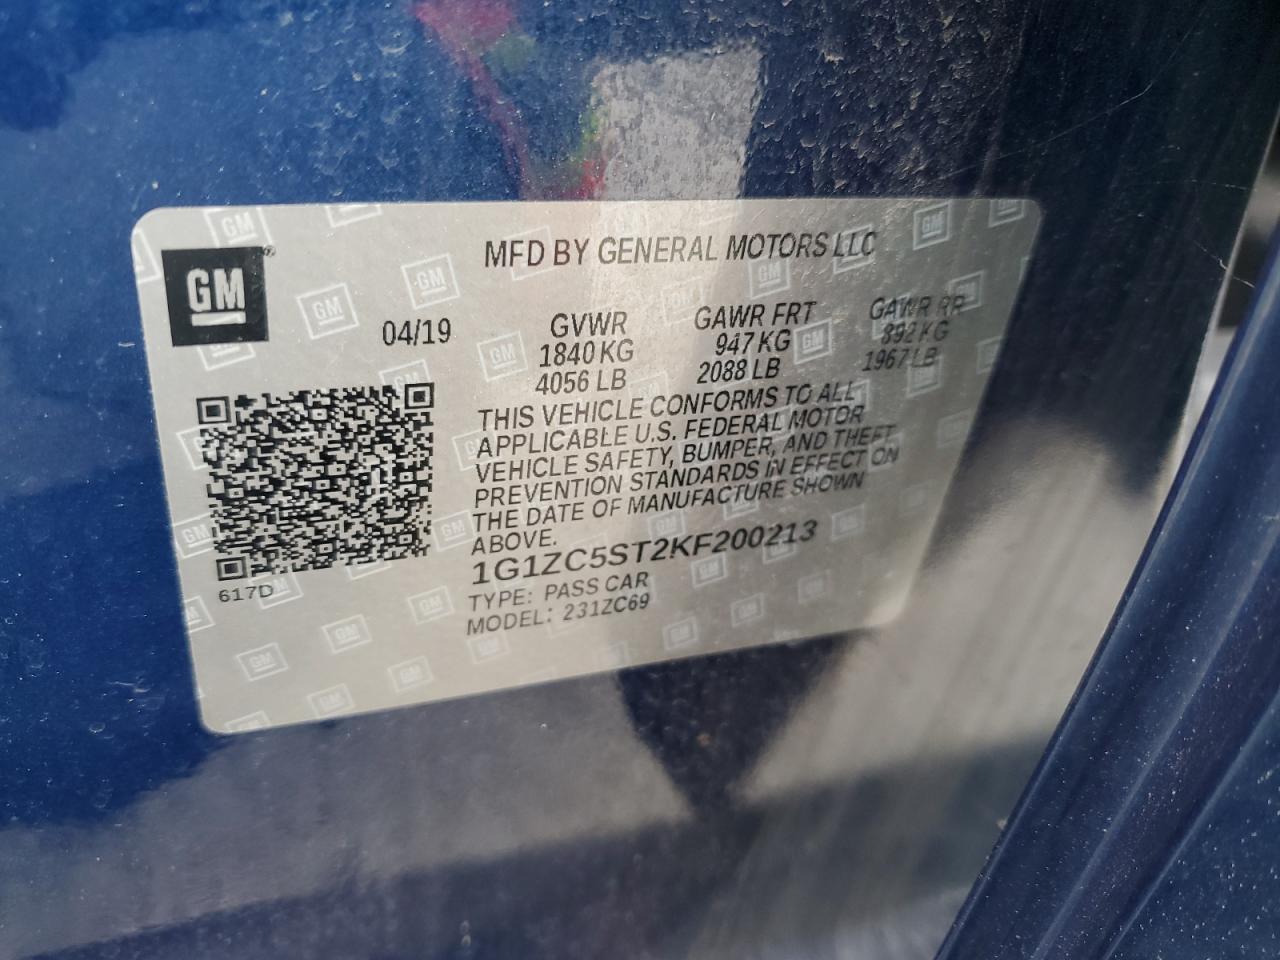 GM
MFD BY GENERAL MOTORS LLC
04/19
GVWR GAWR FRT GAWR RR
1840 KG 947 KG 892 KG
4056 LB 2088 LB 1967 LB
THIS VEHICLE CONFORMS TO ALL
APPLICABLE U.S. FEDERAL MOTOR
VEHICLE SAFETY, BUMPER, AND THEFT
PREVENTION STANDARDS IN EFFECT ON
THE DATE OF MANUFACTURE SHOWN
ABOVE.
1G1ZC5ST2KF200213
TYPE: PASS CAR
MODEL: 231ZC69
617D